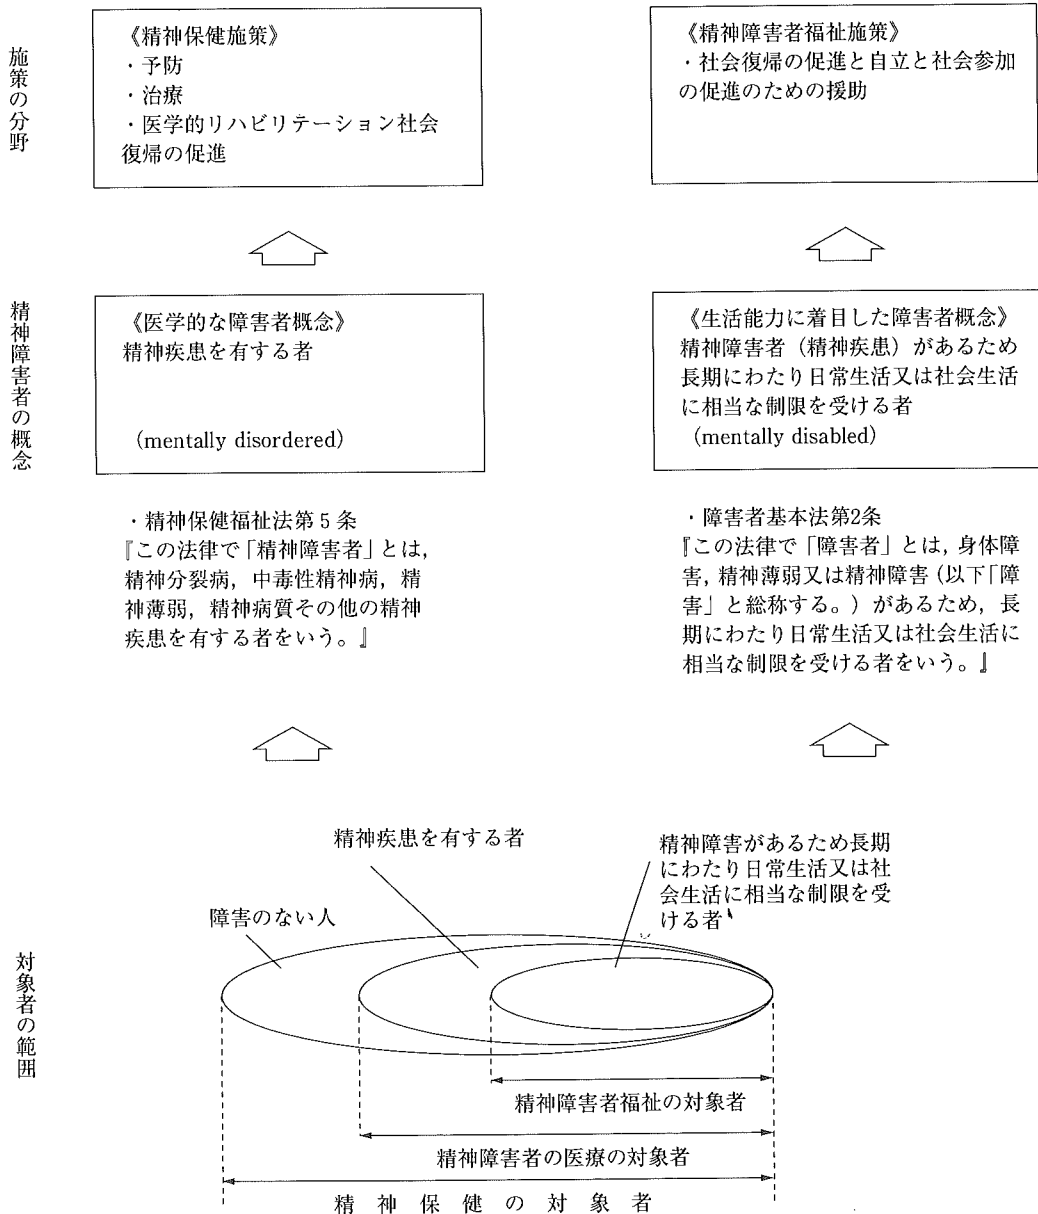 施策の分野
《精神保健施策》
・予防
・治療
・医学的リハビリテーション社会
復帰の促進
《精神障害者福祉施策》
・社会復帰の促進と自立と社会参加
の促進のための援助
精神障害者の概念
《医学的な障害者概念》
精神疾患を有する者
(mentally disordered)
《生活能力に着目した障害者概念》
精神障害者（精神疾患）があるため
長期にわたり日常生活又は社会生活
に相当な制限を受ける者
(mentally disabled)
・精神保健福祉法第5条
『この法律で「精神障害者」とは，
精神分裂病，中毒性精神病，精
神薄弱，精神病質その他の精神
疾患を有する者をいう。』
・障害者基本法第2条
『この法律で「障害者」とは，身体障
害，精神薄弱又は精神障害（以下「障
害」と総称する。）があるため，長
期にわたり日常生活又は社会生活に
相当な制限を受ける者をいう。』
対象者の範囲
精神疾患を有する者
障害のない人
精神障害があるため長期
にわたり日常生活又は社
会生活に相当な制限を受
ける者
精神障害者福祉の対象者
精神障害者の医療の対象者
精神保健の対象者